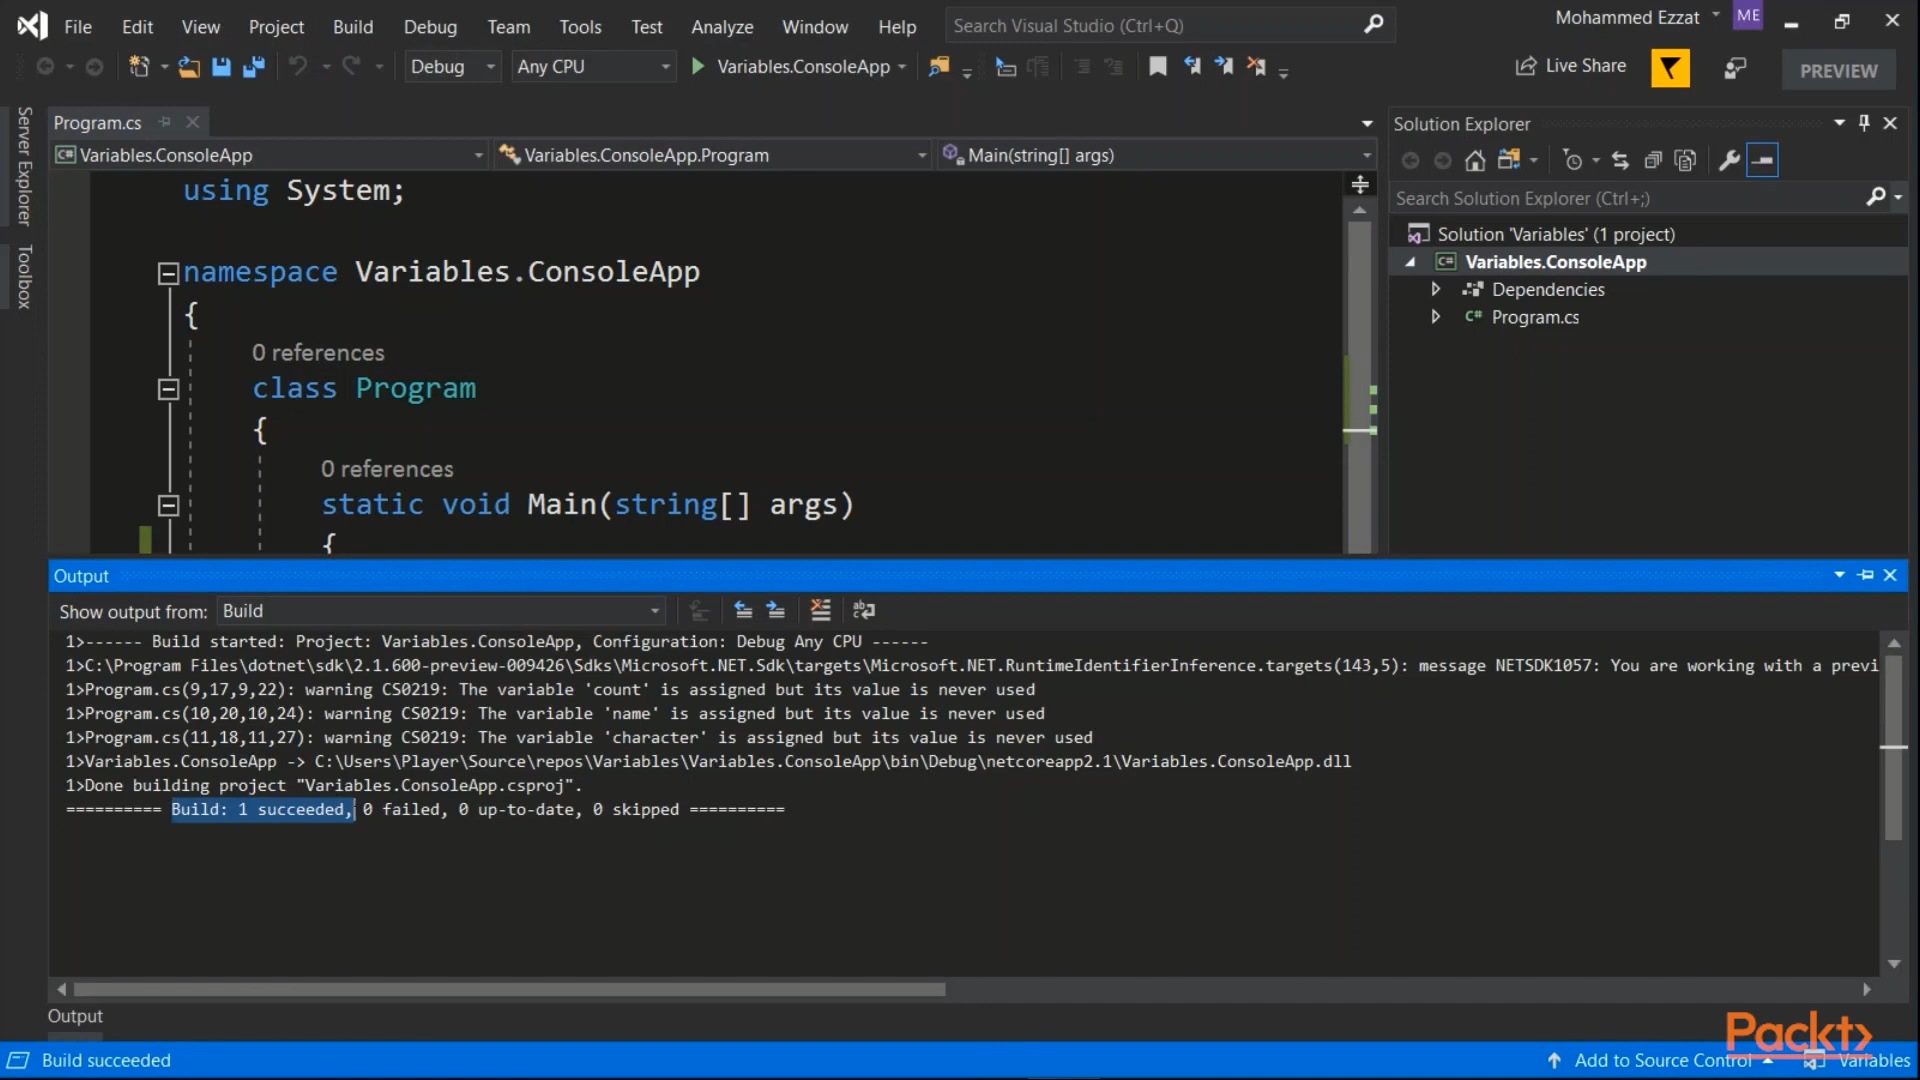 File Edit View Project Build Debug Team Tools Test Analyze Window Help Search Visual Studio (Ctrl+Q) Mohammed Ezzat ME
Debug Any CPU Variables.ConsoleApp Live Share PREVIEW
Server Explorer
Toolbox
Program.cs
Variables.ConsoleApp Variables.ConsoleApp.Program Main(string[] args)
using System;
namespace Variables.ConsoleApp
{
0 references
class Program
{
0 references
static void Main(string[] args)
{
Solution Explorer
Search Solution Explorer (Ctrl+;)
Solution 'Variables' (1 project)
C# Variables.ConsoleApp
Dependencies
C# Program.cs
Output
Show output from: Build
1>------ Build started: Project: Variables.ConsoleApp, Configuration: Debug Any CPU ------
1>C:\Program Files\dotnet\sdk\2.1.600-preview-009426\Sdks\Microsoft.NET.Sdk\targets\Microsoft.NET.RuntimeIdentifierInference.targets(143,5): message NETSDK1057: You are working with a previ
1>Program.cs(9,17,9,22): warning CS0219: The variable 'count' is assigned but its value is never used
1>Program.cs(10,20,10,24): warning CS0219: The variable 'name' is assigned but its value is never used
1>Program.cs(11,18,11,27): warning CS0219: The variable 'character' is assigned but its value is never used
1>Variables.ConsoleApp -> C:\Users\Player\Source\repos\Variables\Variables.ConsoleApp\bin\Debug\netcoreapp2.1\Variables.ConsoleApp.dll
1>Done building project "Variables.ConsoleApp.csproj".
========== Build: 1 succeeded, 0 failed, 0 up-to-date, 0 skipped ==========
Output
Packt>
Build succeeded Add to Source Control Variables